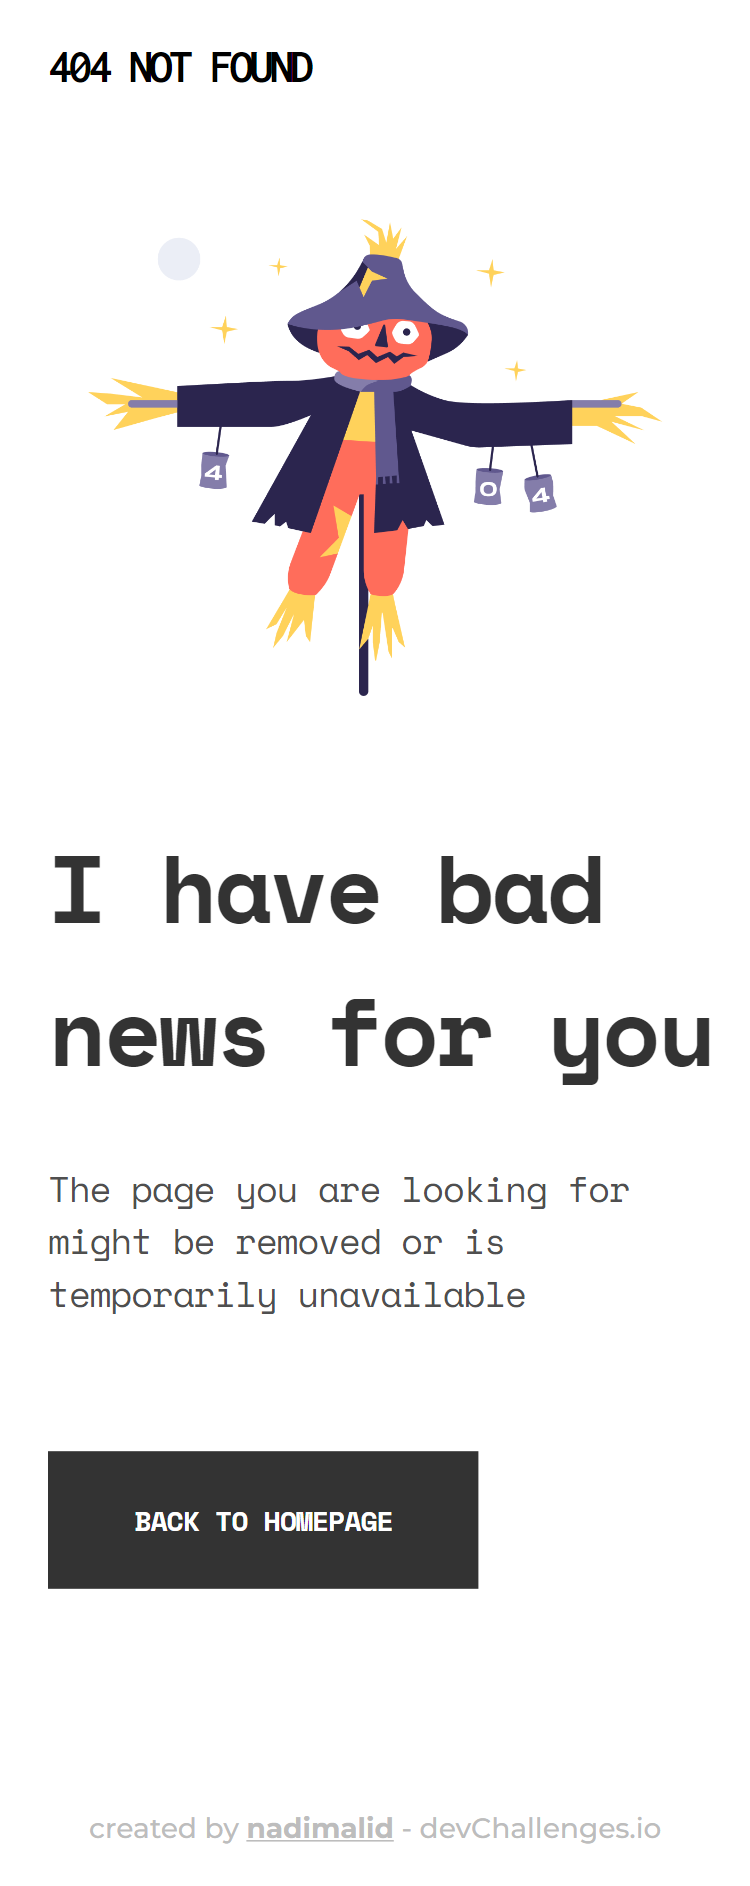 404 NOT FOUND
4
0
4
I have bad
news for you
The page you are looking for
might be removed or is
temporarily unavailable
BACK TO HOMEPAGE
created by nadimalid - devChallenges.io